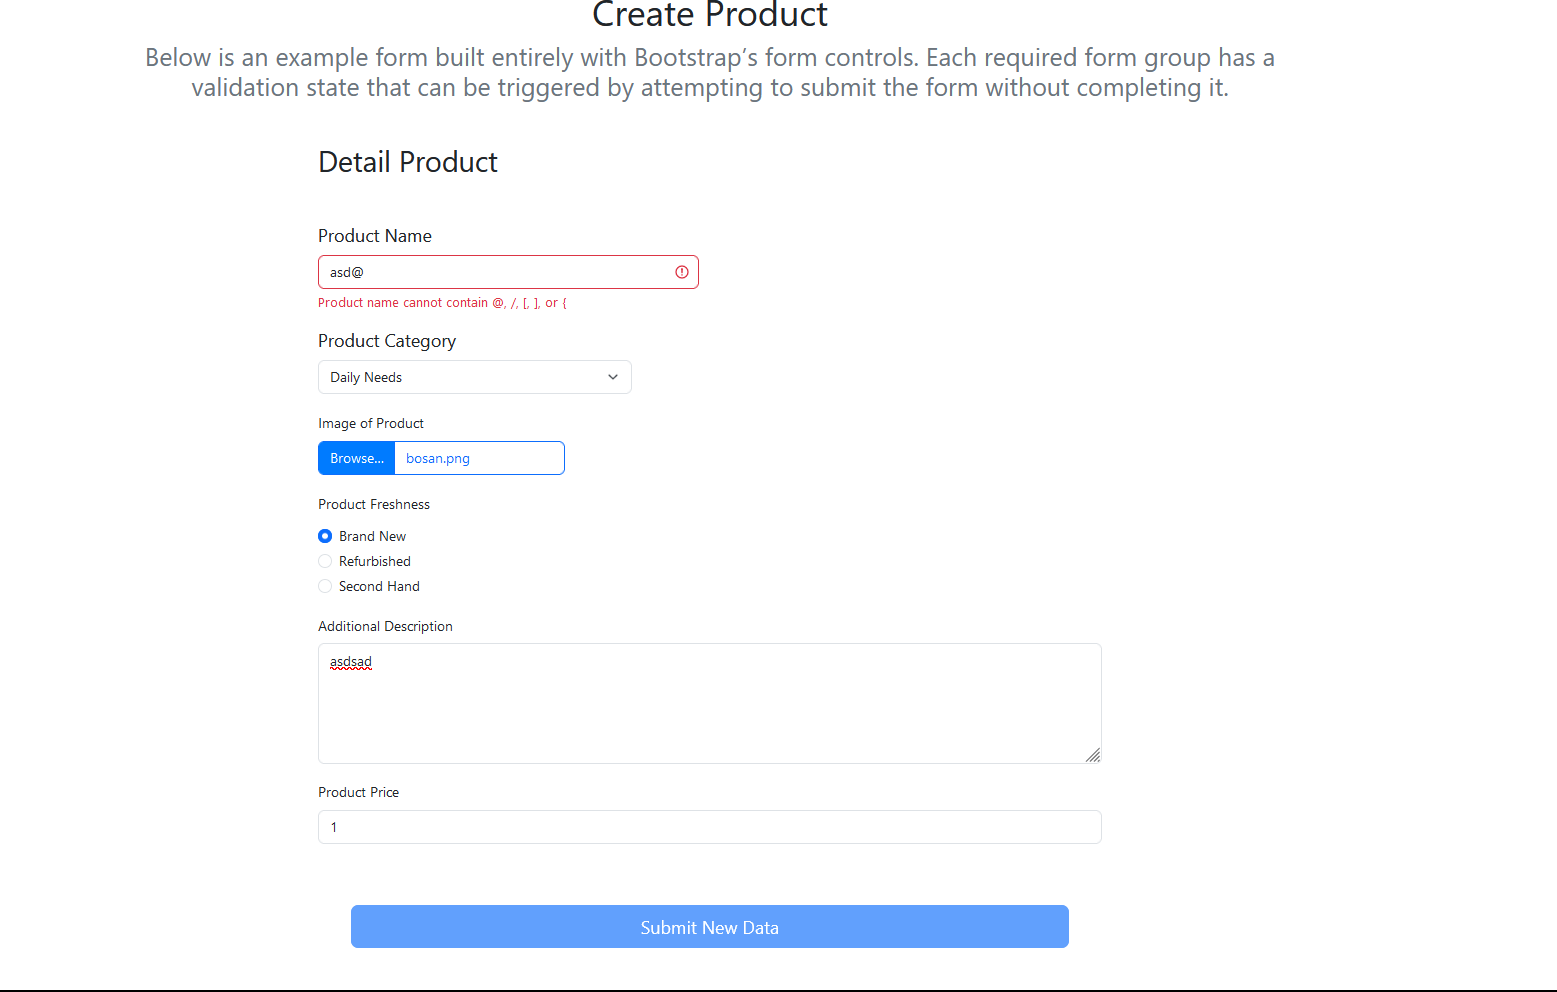 Create Product
Below is an example form built entirely with Bootstrap’s form controls. Each required form group has a
validation state that can be triggered by attempting to submit the form without completing it.
Detail Product
Product Name
asd@
Product name cannot contain @, /, [, ], or {
Product Category
Daily Needs
Image of Product
Browse... bosan.png
Product Freshness
Brand New
Refurbished
Second Hand
Additional Description
asdsad
Product Price
1
Submit New Data